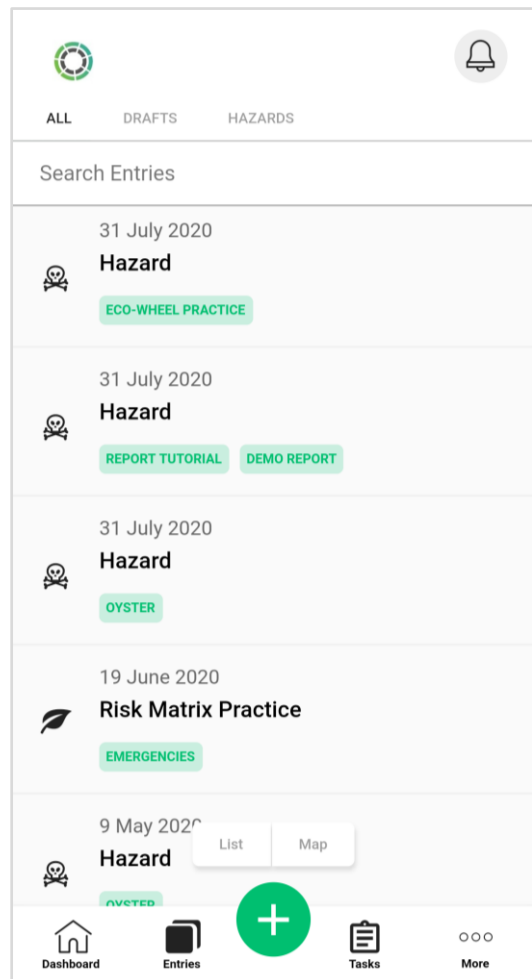 ALL DRAFTS HAZARDS
Search Entries
31 July 2020
Hazard
ECO-WHEEL PRACTICE
31 July 2020
Hazard
REPORT TUTORIAL DEMO REPORT
31 July 2020
Hazard
OYSTER
19 June 2020
Risk Matrix Practice
EMERGENCIES
9 May 2020
List Map
Hazard
OYSTER
Dashboard Entries Tasks More